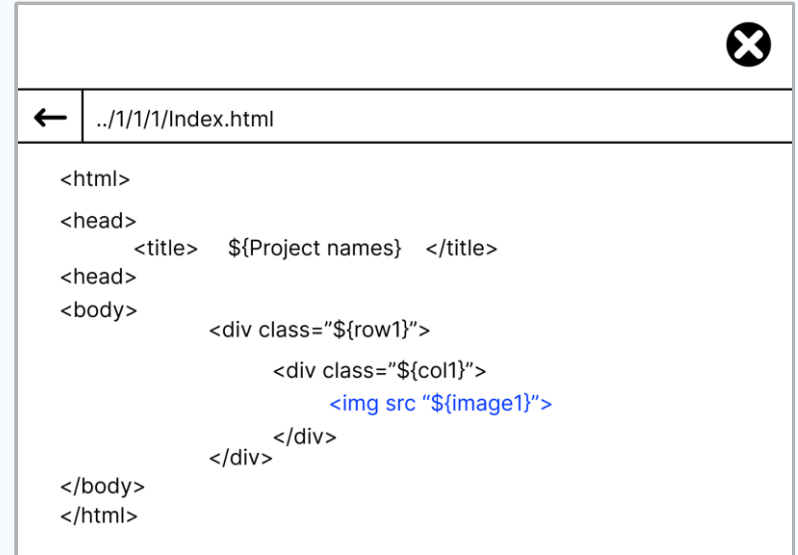 ../1/1/1/Index.html
<html>
<head>
<title> ${Project names} </title>
<head>
<body>
<div class=”${row1}”>
<div class=”${col1}”>
<img src “${image1}”>
</div>
</div>
</body>
</html>